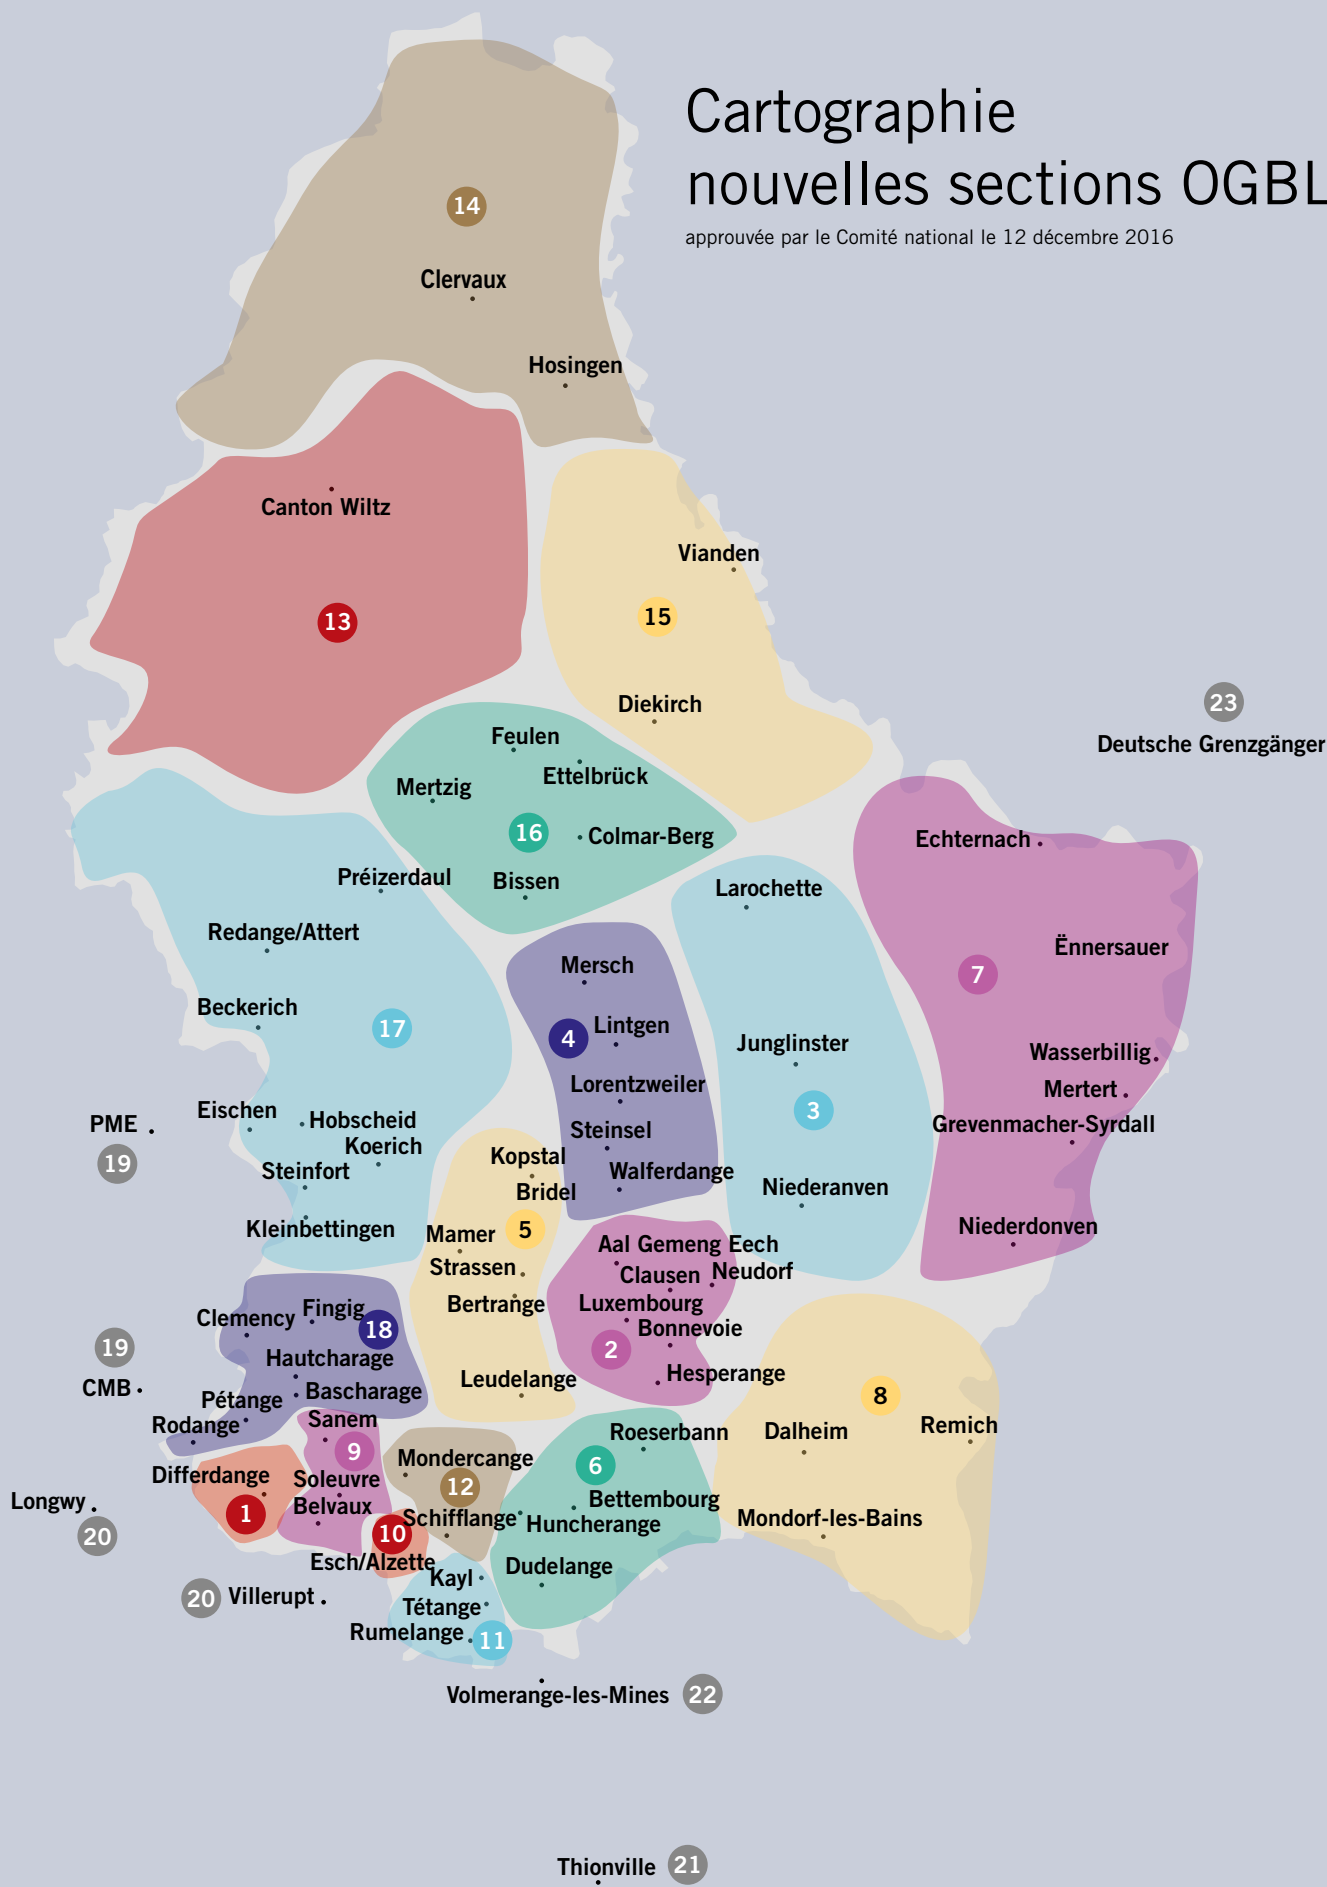 Cartographie
nouvelles sections OGBL
approuvée par le Comité national le 12 décembre 2016
14
Clervaux
Hosingen
Canton Wiltz
13
Vianden
15
Diekirch
23
Deutsche Grenzgänger
Feulen
Ettelbrück
Mertzig
16
Colmar-Berg
Bissen
Préizerdaul
Redange/Attert
Beckerich
17
Eischen
Hobscheid
Koerich
Steinfort
Kleinbettingen
Echternach
Ënnersauer
7
Wasserbillig
Mertert
Grevenmacher-Syrdall
Niederdonven
Larochette
Junglinster
3
Niederanven
Mersch
4
Lintgen
Lorentzweiler
Steinsel
Walferdange
PME
19
Kopstal
Bridel
5
Mamer
Strassen
Bertrange
Leudelange
Aal Gemeng Eech
Clausen
Neudorf
Luxembourg
Bonnevoie
2
Hesperange
Clemency
Fingig
18
Hautcharage
Bascharage
Pétange
Rodange
19
CMB
Sanem
9
Soleuvre
Belvaux
Differdange
1
Mondercange
12
Schifflange
10
Esch/Alzette
Roeserbann
6
Bettembourg
Huncherange
Dudelange
8
Dalheim
Remich
Mondorf-les-Bains
Longwy
20
20
Villerupt
Kayl
Tétange
Rumelange
11
Volmerange-les-Mines
22
Thionville
21